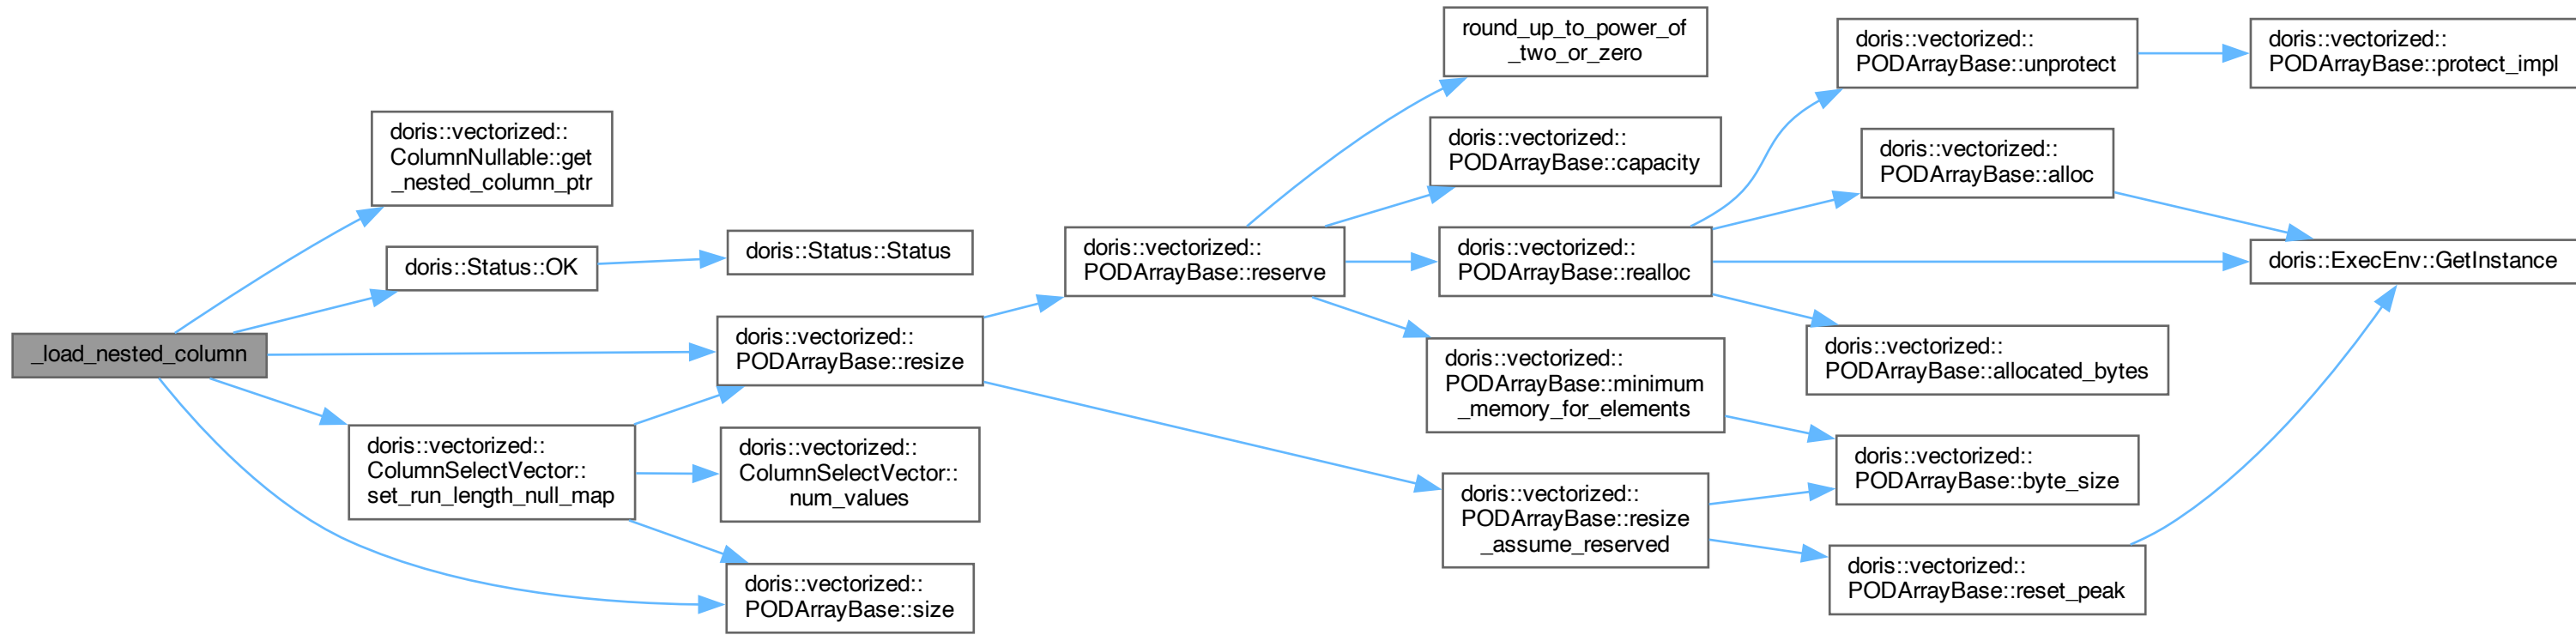 _load_nested_column
doris::vectorized::
ColumnNullable::get
_nested_column_ptr
doris::Status::OK
doris::Status::Status
doris::vectorized::
PODArrayBase::resize
doris::vectorized::
ColumnSelectVector::
set_run_length_null_map
doris::vectorized::
ColumnSelectVector::
num_values
doris::vectorized::
PODArrayBase::size
doris::vectorized::
PODArrayBase::reserve
round_up_to_power_of
_two_or_zero
doris::vectorized::
PODArrayBase::capacity
doris::vectorized::
PODArrayBase::realloc
doris::vectorized::
PODArrayBase::minimum
_memory_for_elements
doris::vectorized::
PODArrayBase::resize
_assume_reserved
doris::vectorized::
PODArrayBase::unprotect
doris::vectorized::
PODArrayBase::alloc
doris::vectorized::
PODArrayBase::allocated_bytes
doris::vectorized::
PODArrayBase::byte_size
doris::vectorized::
PODArrayBase::reset_peak
doris::vectorized::
PODArrayBase::protect_impl
doris::ExecEnv::GetInstance